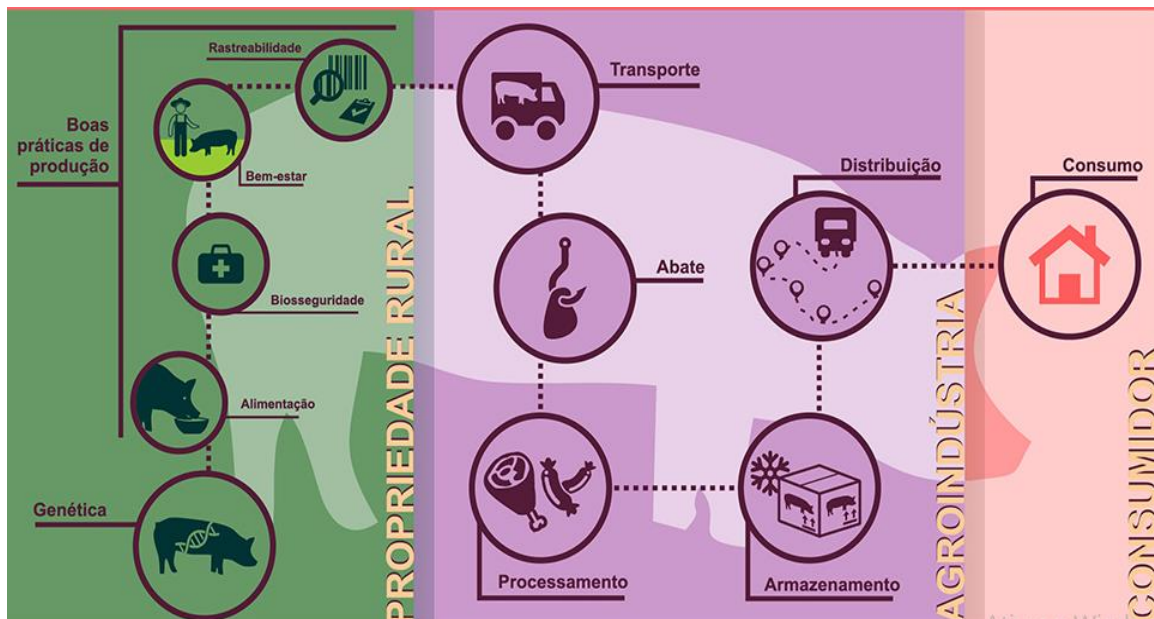 Rastreabilidade
Transporte
Boas
práticas de
produção
Bem-estar
Distribuição
Consumo
Biosseguridade
Abate
Alimentação
Genética
Processamento
Armazenamento
PROPRIEDADE RURAL
AGROINDÚSTRIA
CONSUMIDOR